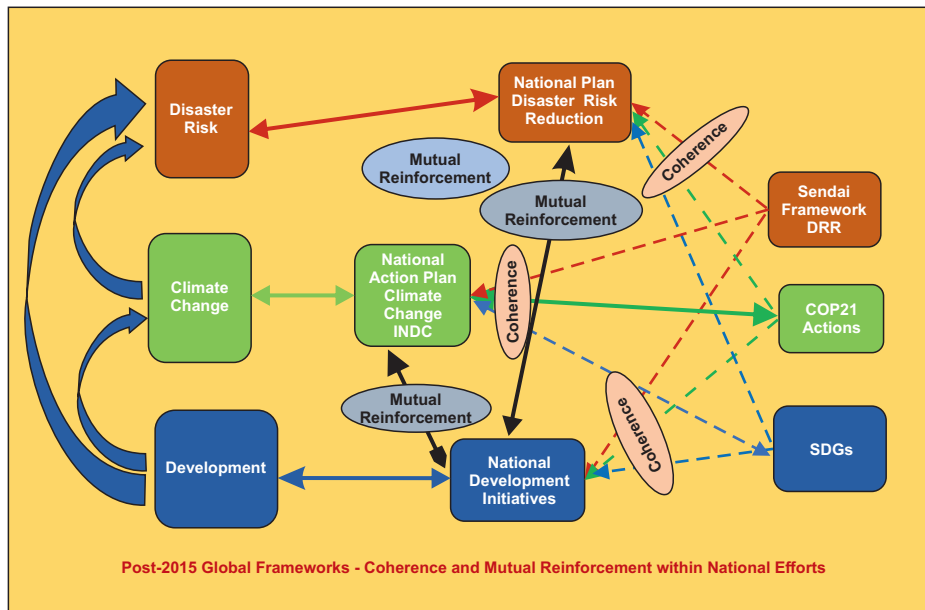 Disaster
Risk
National Plan
Disaster Risk
Reduction
Coherence
Mutual
Reinforcement
Mutual
Reinforcement
Sendai
Framework
DRR
Climate
Change
National
Action Plan
Climate
Change
INDC
Coherence
COP21
Actions
Mutual
Reinforcement
Coherence
Development
National
Development
Initiatives
SDGs
Post-2015 Global Frameworks - Coherence and Mutual Reinforcement within National Efforts